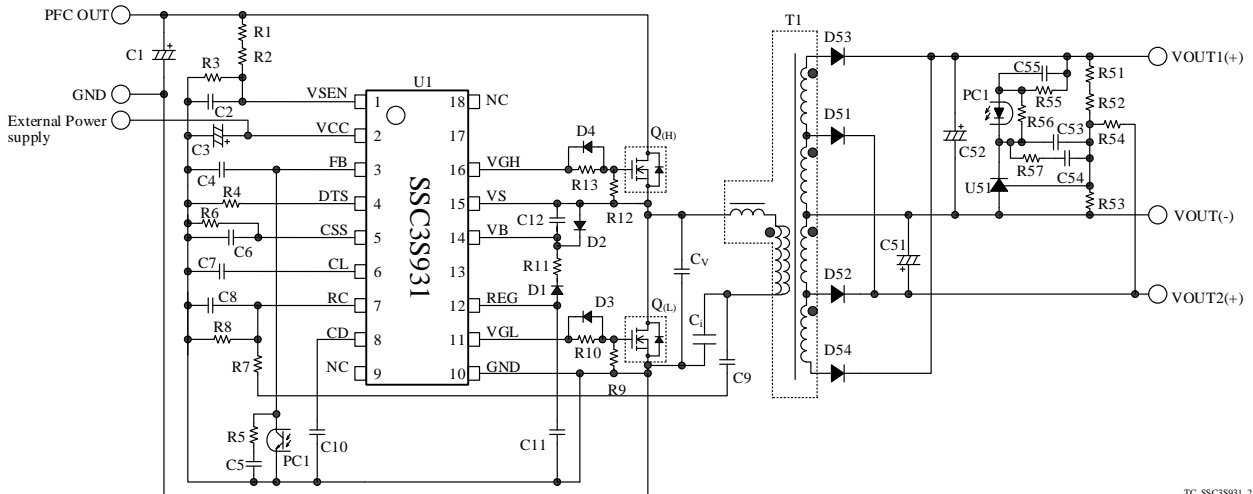 PFC OUT
GND
External Power
supply
C1
R1
R2
R3
C2
C3
C4
R4
R6
C6
C7
C8
R8
R7
R5
C5
PC1
C10
C11
VSEN
VCC
FB
DTS
CSS
CL
RC
CD
NC
U1
SSC3S931
1
2
3
4
5
6
7
8
9
18
17
16
15
14
13
12
11
10
NC
VGH
VS
VB
REG
VGL
GND
D4
R13
R12
Q(H)
C12
D2
R11
D1
D3
R10
R9
Q(L)
CV
Ci
C9
T1
D53
D51
D52
D54
C52
C51
C55
PC1
R55
R56
C53
R57
C54
U51
R51
R52
R54
R53
VOUT1(+)
VOUT(-)
VOUT2(+)
TC_SSC3S931_2